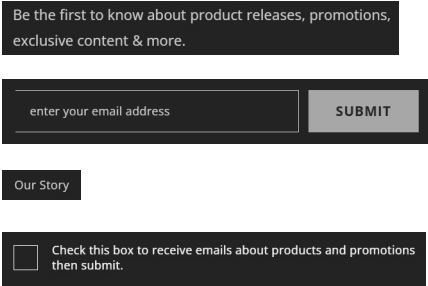 Be the first to know about product releases, promotions,
exclusive content & more.
enter your email address
SUBMIT
Our Story
Check this box to receive emails about products and promotions
then submit.